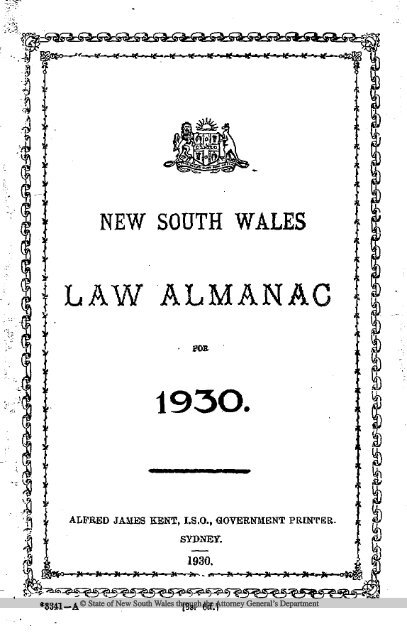 NEW SOUTH WALES
LAW ALMANAC
FOR
1930.
ALFRED JAMES KENT, I.S.O., GOVERNMENT PRINTER.
SYDNEY.
1930.
*8341—A
© State of New South Wales through the Attorney General's Department